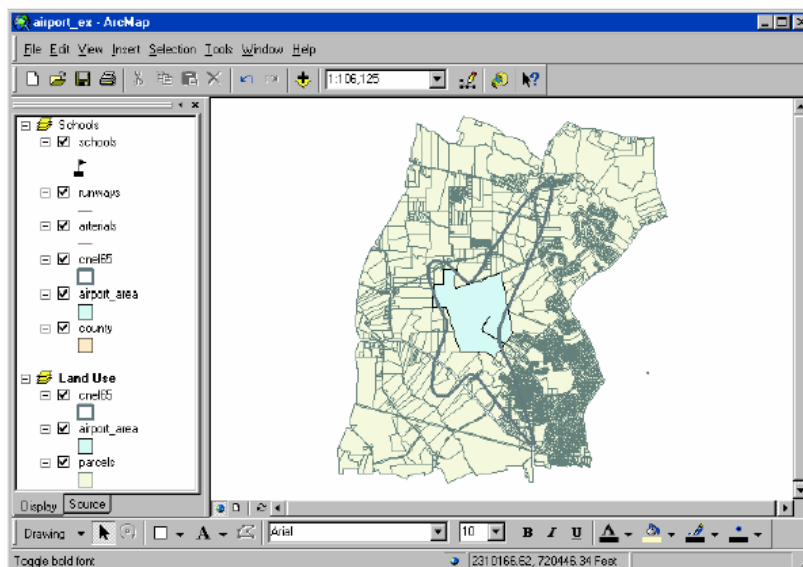 airport_ex - ArcMap
File Edit View Insert Selection Tools Window Help
1:106,125
Schools
schools
runways
arterials
cnel65
airport_area
county
Land Use
cnel65
airport_area
parcels
Display Source
Drawing A Arial 10 B I U A
Toggle bold font 2310166.62, 720446.34 Feet